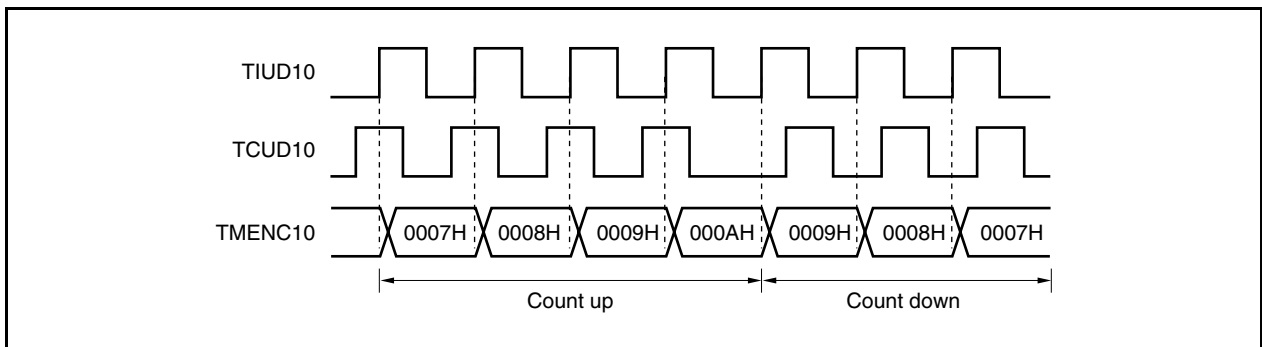 TIUD10
TCUD10
TMENC10 0007H 0008H 0009H 000AH 0009H 0008H 0007H
Count up Count down